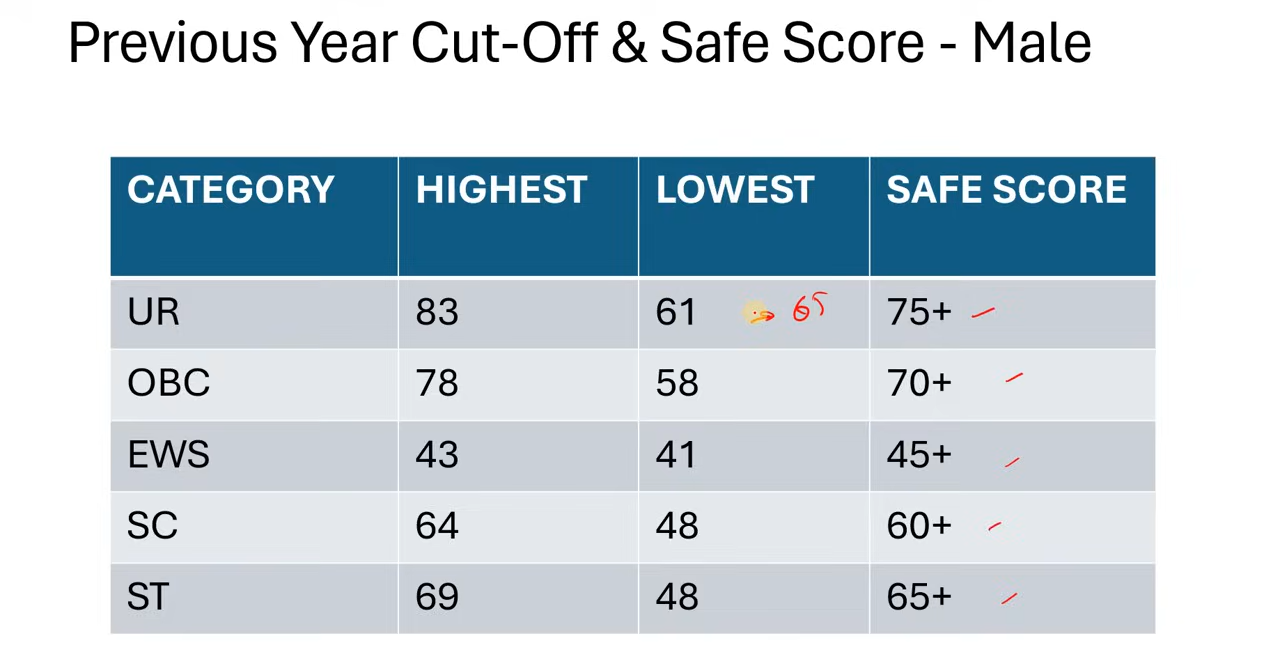 Previous Year Cut-Off & Safe Score - Male
CATEGORY HIGHEST LOWEST SAFE SCORE
UR 83 61 → 65 75+
OBC 78 58 70+
EWS 43 41 45+
SC 64 48 60+
ST 69 48 65+